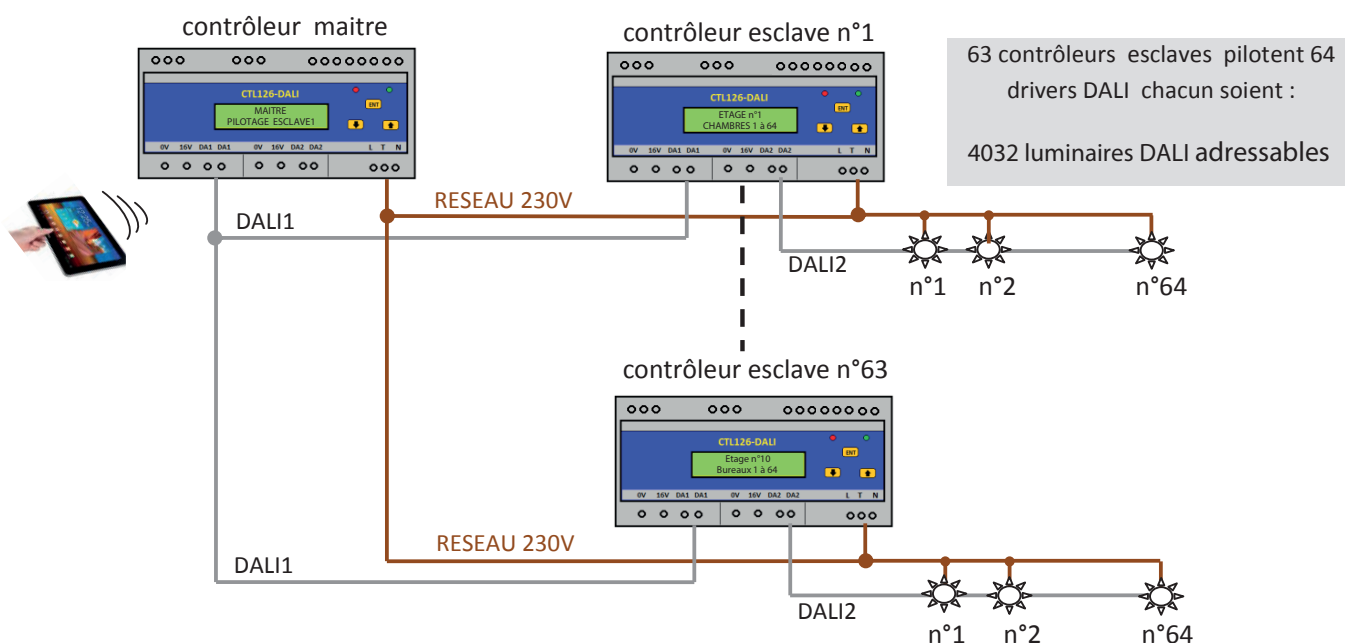 contrôleur maitre
CTL126-DALI
MAITRE
PILOTAGE ESCLAVE1
ENT
0V 16V DA1 DA1 0V 16V DA2 DA2 L T N
contrôleur esclave n°1
CTL126-DALI
ETAGE n°1
CHAMBRES 1 à 64
ENT
0V 16V DA1 DA1 0V 16V DA2 DA2 L T N
63 contrôleurs esclaves pilotent 64
drivers DALI chacun soient :
4032 luminaires DALI adressables
RESEAU 230V
DALI1
DALI2
n°1 n°2 n°64
contrôleur esclave n°63
CTL126-DALI
Etage n°10
Bureaux 1 à 64
ENT
0V 16V DA1 DA1 0V 16V DA2 DA2 L T N
RESEAU 230V
DALI1
DALI2
n°1 n°2 n°64